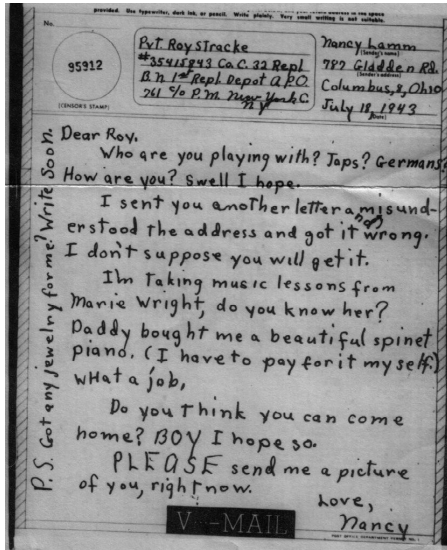 provided. Use typewriter, dark ink, or pencil. Write plainly. Very small writing is not suitable.
No.
95912
(CENSOR'S STAMP)
Pvt. Roy Stracke
#35415943 Co. C. 32 Repl
B.N. 1st Repl. Depot A.P.O.
761 c/o P.M. New York C.
NY
Nancy Lamm
(Sender's name)
787 Gladden Rd.
(Sender's address)
Columbus, 8, Ohio
July 18, 1943
(Date)
Dear Roy.
Who are you playing with? Japs? Germans?
How are you? Swell I hope.
I sent you another letter and misund-
erstood the address and got it wrong.
I don't suppose you will get it.
I'm taking music lessons from
Marie Wright, do you know her?
Daddy bought me a beautiful spinet
piano. (I have to pay for it myself.)
What a job,
Do you think you can come
home? BOY I hope so.
PLEASE send me a picture
of you, right now.
Love,
Nancy
P.S. Got any jewelry for me? Write Soon.
V---MAIL